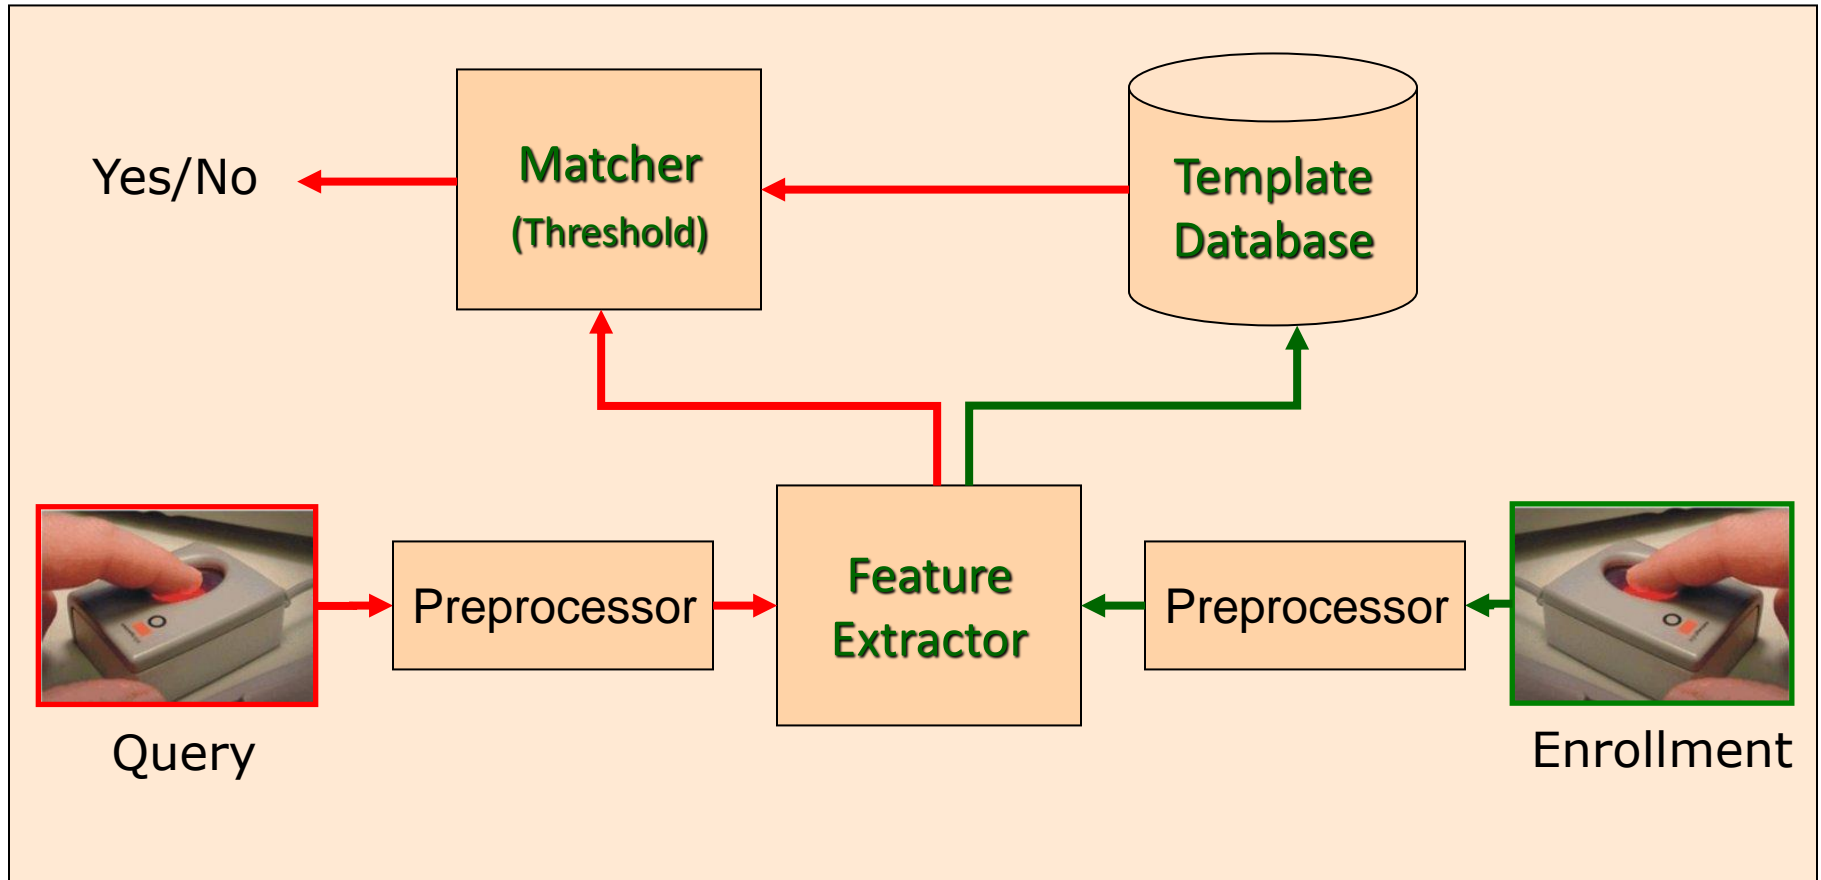 Yes/No
Matcher
(Threshold)
Template
Database
Preprocessor
Feature
Extractor
Preprocessor
Query
Enrollment